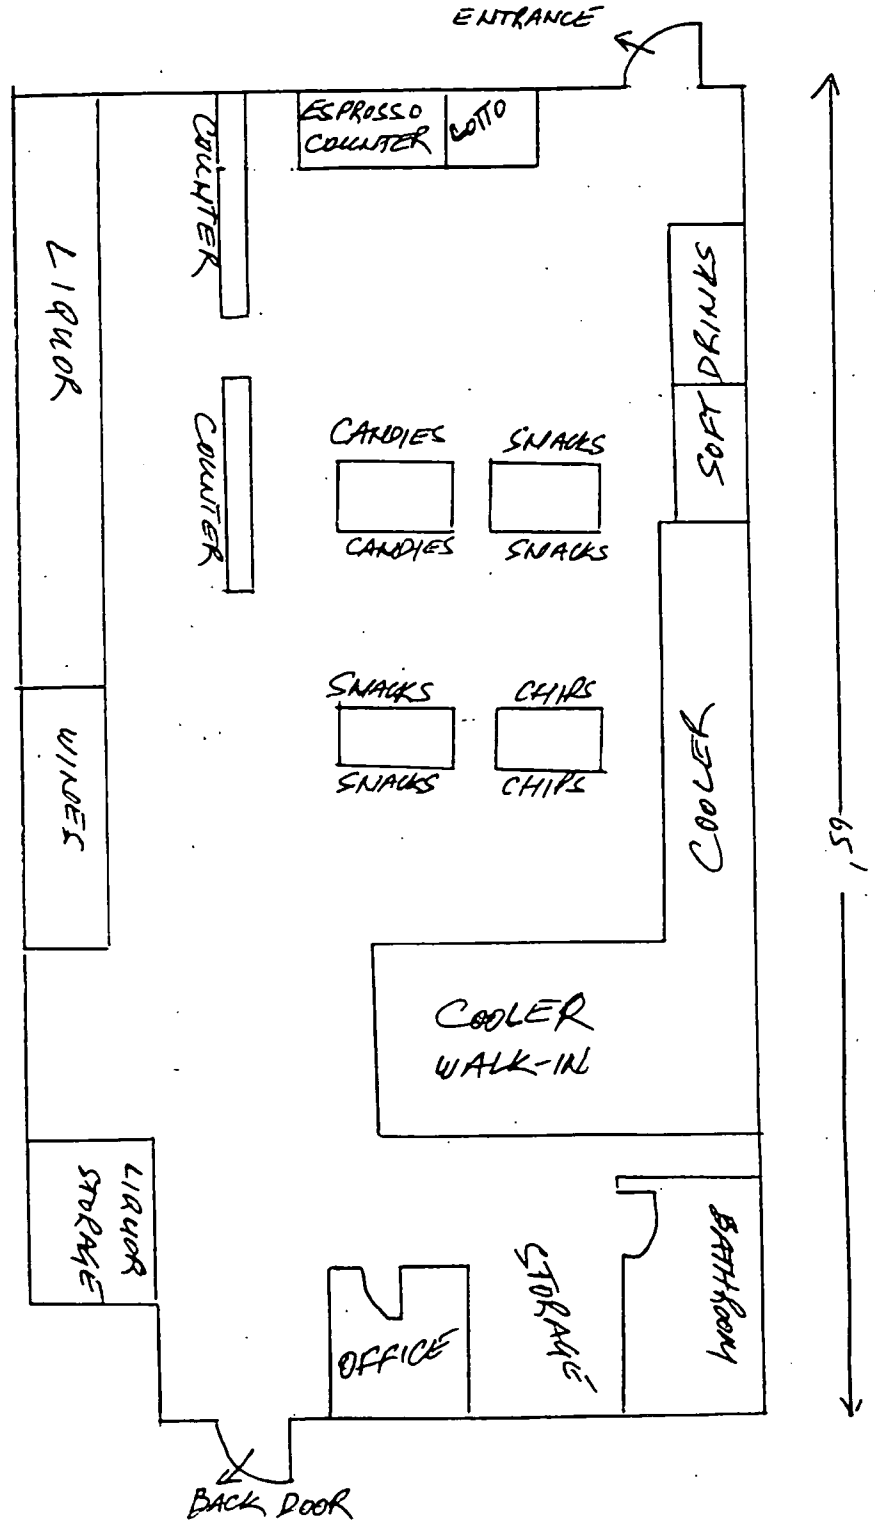 ENTRANCE
ESPROSSO
COUNTER
LOTTO
COUNTER
LIQUOR
SOFT DRINKS
COUNTER
CANDIES
SNACKS
CANDIES
SNACKS
SNACKS
CHIPS
SNACKS
CHIPS
WINES
COOLER
65'
COOLER
WALK-IN
LIQUOR
STORAGE
STORAGE
BATHROOM
OFFICE
BACK DOOR